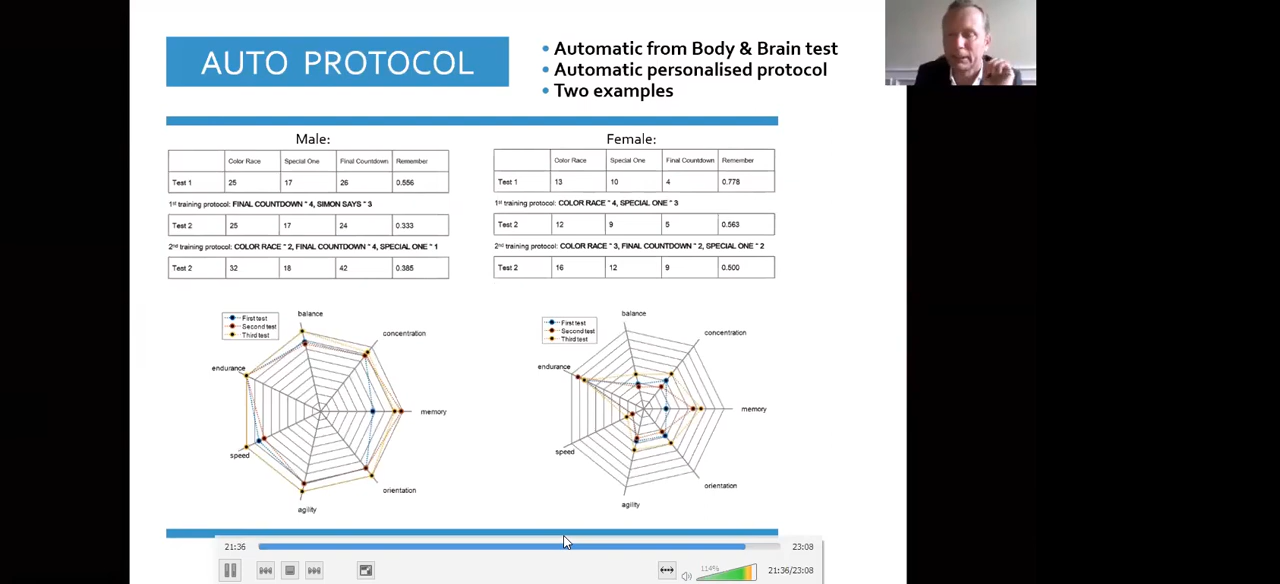 AUTO PROTOCOL
• Automatic from Body & Brain test
• Automatic personalised protocol
• Two examples
Male:
Color Race Special One Final Countdown Remember
Test 1 25 17 26 0.556
1st training protocol: FINAL COUNTDOWN * 4, SIMON SAYS * 3
Test 2 25 17 24 0.333
2nd training protocol: COLOR RACE * 2, FINAL COUNTDOWN * 4, SPECIAL ONE * 1
Test 2 32 18 42 0.385
Female:
Color Race Special One Final Countdown Remember
Test 1 13 10 4 0.778
1st training protocol: COLOR RACE * 4, SPECIAL ONE * 3
Test 2 12 9 5 0.563
2nd training protocol: COLOR RACE * 3, FINAL COUNTDOWN * 2, SPECIAL ONE * 2
Test 2 16 12 9 0.500
First test
Second test
Third test
balance
concentration
endurance
memory
speed
orientation
agility
First test
Second test
Third test
balance
concentration
endurance
memory
speed
orientation
agility
21:36 23:08
114% 21:36/23:08